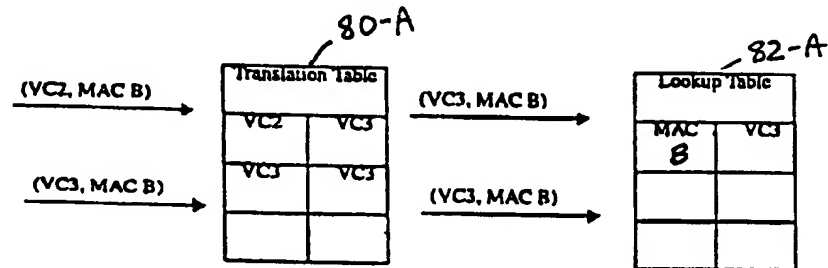 80-A
82-A
Translation Table
Lookup Table
(VC2, MAC B)
(VC3, MAC B)
VC2 VC3
MAC B VC3
VC3 VC3
(VC3, MAC B)
(VC3, MAC B)